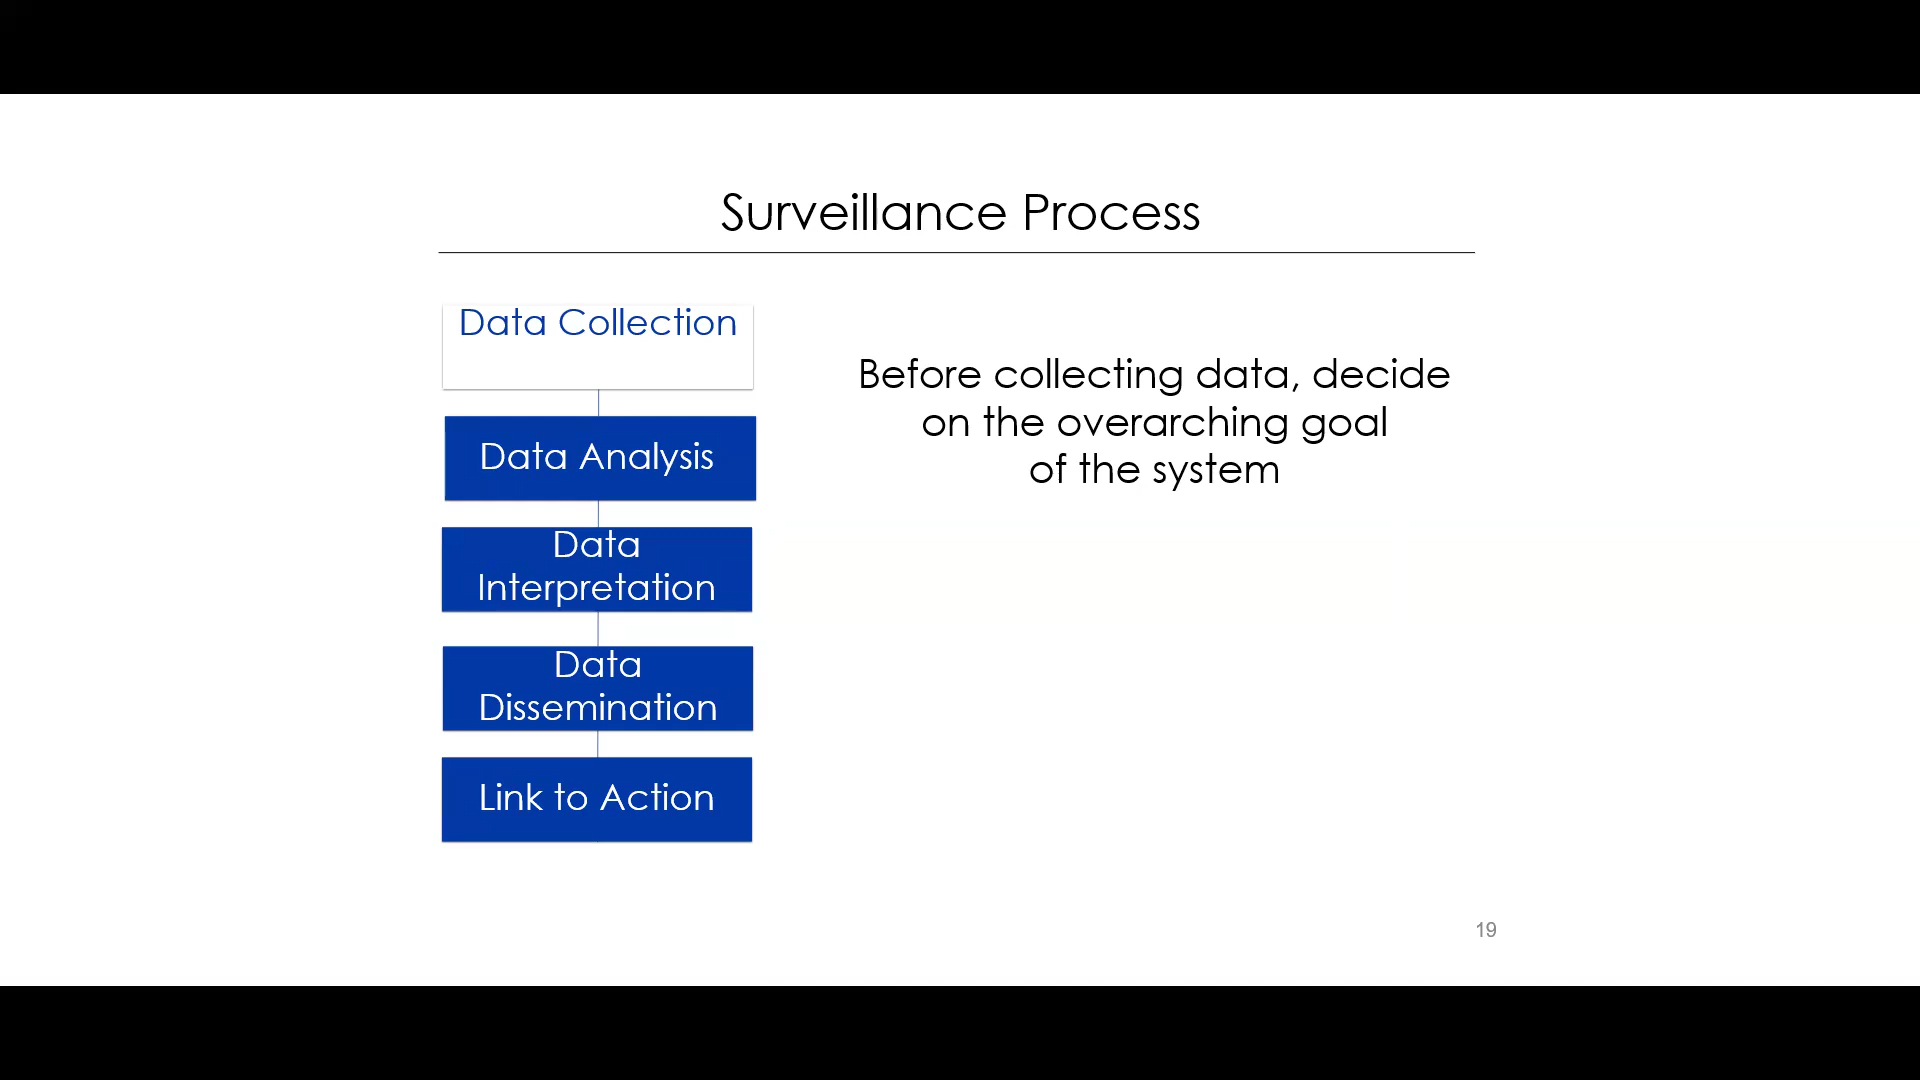 Surveillance Process
Data Collection
Data Analysis
Data
Interpretation
Data
Dissemination
Link to Action
Before collecting data, decide
on the overarching goal
of the system
19